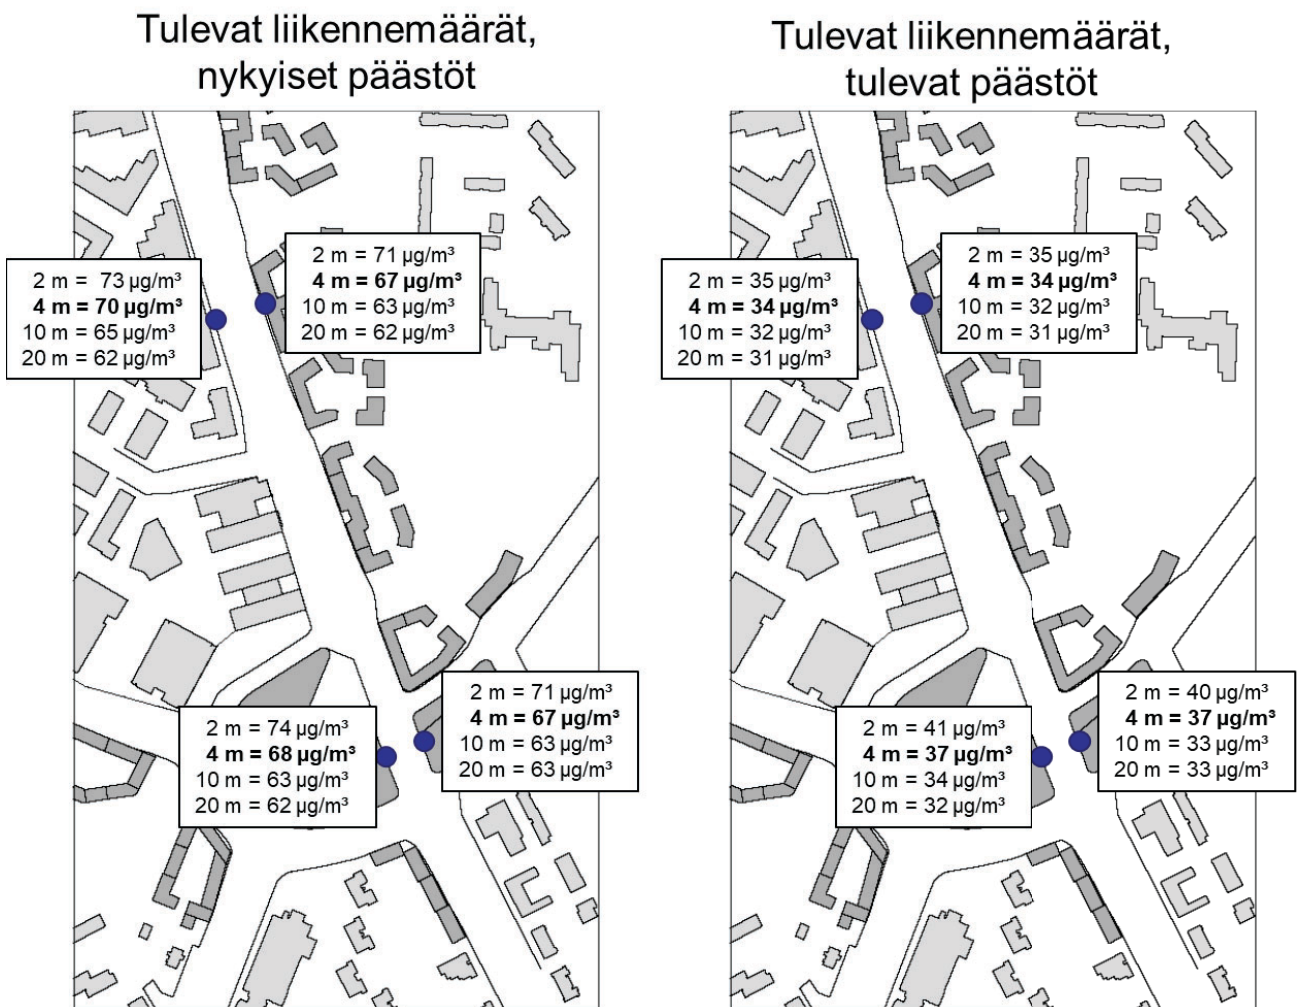 Tulevat liikennemäärät,
nykyiset päästöt
2 m = 73 µg/m³
4 m = 70 µg/m³
10 m = 65 µg/m³
20 m = 62 µg/m³
2 m = 71 µg/m³
4 m = 67 µg/m³
10 m = 63 µg/m³
20 m = 62 µg/m³
2 m = 74 µg/m³
4 m = 68 µg/m³
10 m = 63 µg/m³
20 m = 62 µg/m³
2 m = 71 µg/m³
4 m = 67 µg/m³
10 m = 63 µg/m³
20 m = 63 µg/m³
Tulevat liikennemäärät,
tulevat päästöt
2 m = 35 µg/m³
4 m = 34 µg/m³
10 m = 32 µg/m³
20 m = 31 µg/m³
2 m = 35 µg/m³
4 m = 34 µg/m³
10 m = 32 µg/m³
20 m = 31 µg/m³
2 m = 41 µg/m³
4 m = 37 µg/m³
10 m = 34 µg/m³
20 m = 32 µg/m³
2 m = 40 µg/m³
4 m = 37 µg/m³
10 m = 33 µg/m³
20 m = 33 µg/m³